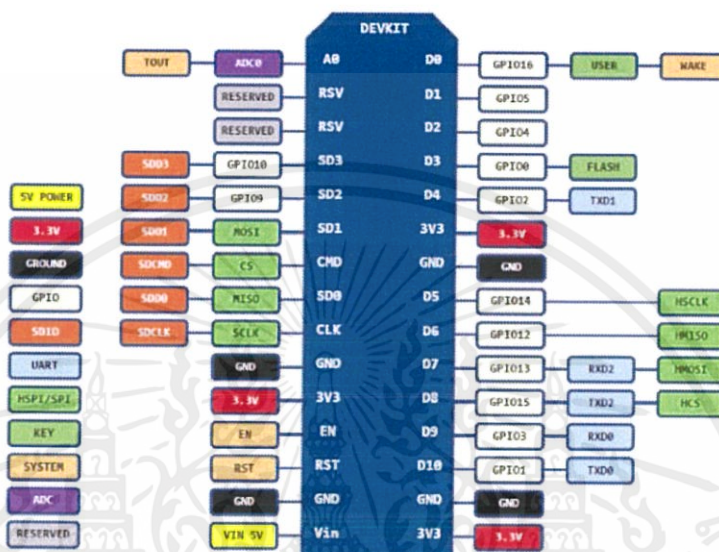 DEVKIT
TOUT ADC0 A0 D0 GPIO16 USER WAKE
RESERVED RSV D1 GPIO5
RESERVED RSV D2 GPIO4
SDD3 GPIO10 SD3 D3 GPIO0 FLASH
5V POWER SDD2 GPIO9 SD2 D4 GPIO2 TXD1
3.3V SDD1 MOSI SD1 3V3 3.3V
GROUND SDCMD CS CMD GND GND
GPIO SDD0 MISO SD0 D5 GPIO14 HSCLK
SDIO SDCLK SCLK CLK D6 GPIO12 HMISO
UART GND GND D7 GPIO13 RXD2 HMOSI
HSPI/SPI 3.3V 3V3 D8 GPIO15 TXD2 HCS
KEY EN EN D9 GPIO3 RXD0
SYSTEM RST RST D10 GPIO1 TXD0
ADC GND GND GND GND
RESERVED VIN 5V Vin 3V3 3.3V